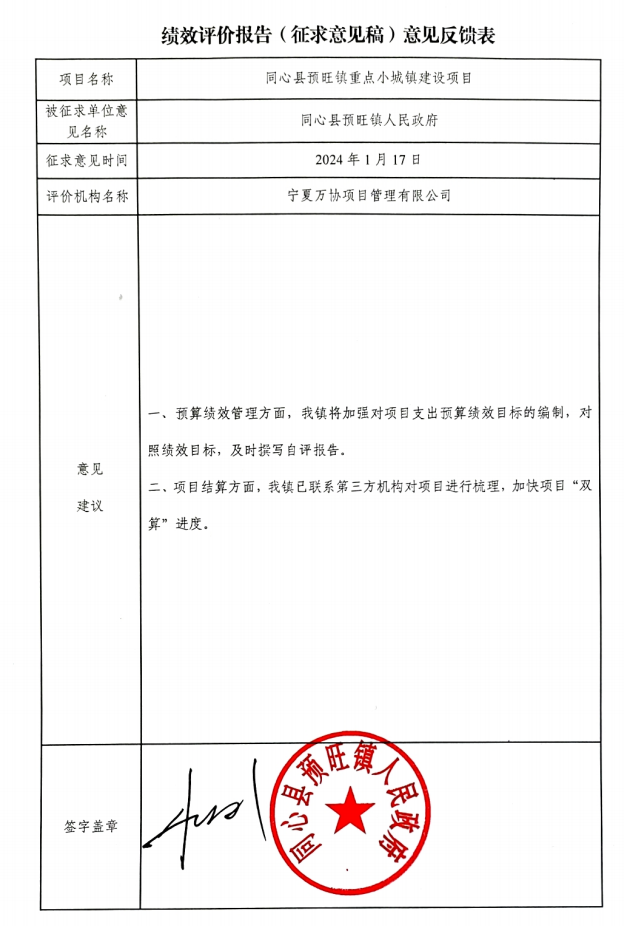 绩效评价报告（征求意见稿）意见反馈表
项目名称
同心县预旺镇重点小城镇建设项目
被征求单位意
见名称
同心县预旺镇人民政府
征求意见时间
2024 年 1 月 17 日
评价机构名称
宁夏万协项目管理有限公司
意见
建议
一、预算绩效管理方面，我镇将加强对项目支出预算绩效目标的编制，对
照绩效目标，及时撰写自评报告。
二、项目结算方面，我镇已联系第三方机构对项目进行梳理，加快项目“双
算”进度。
签字盖章
同心县预旺镇人民政府